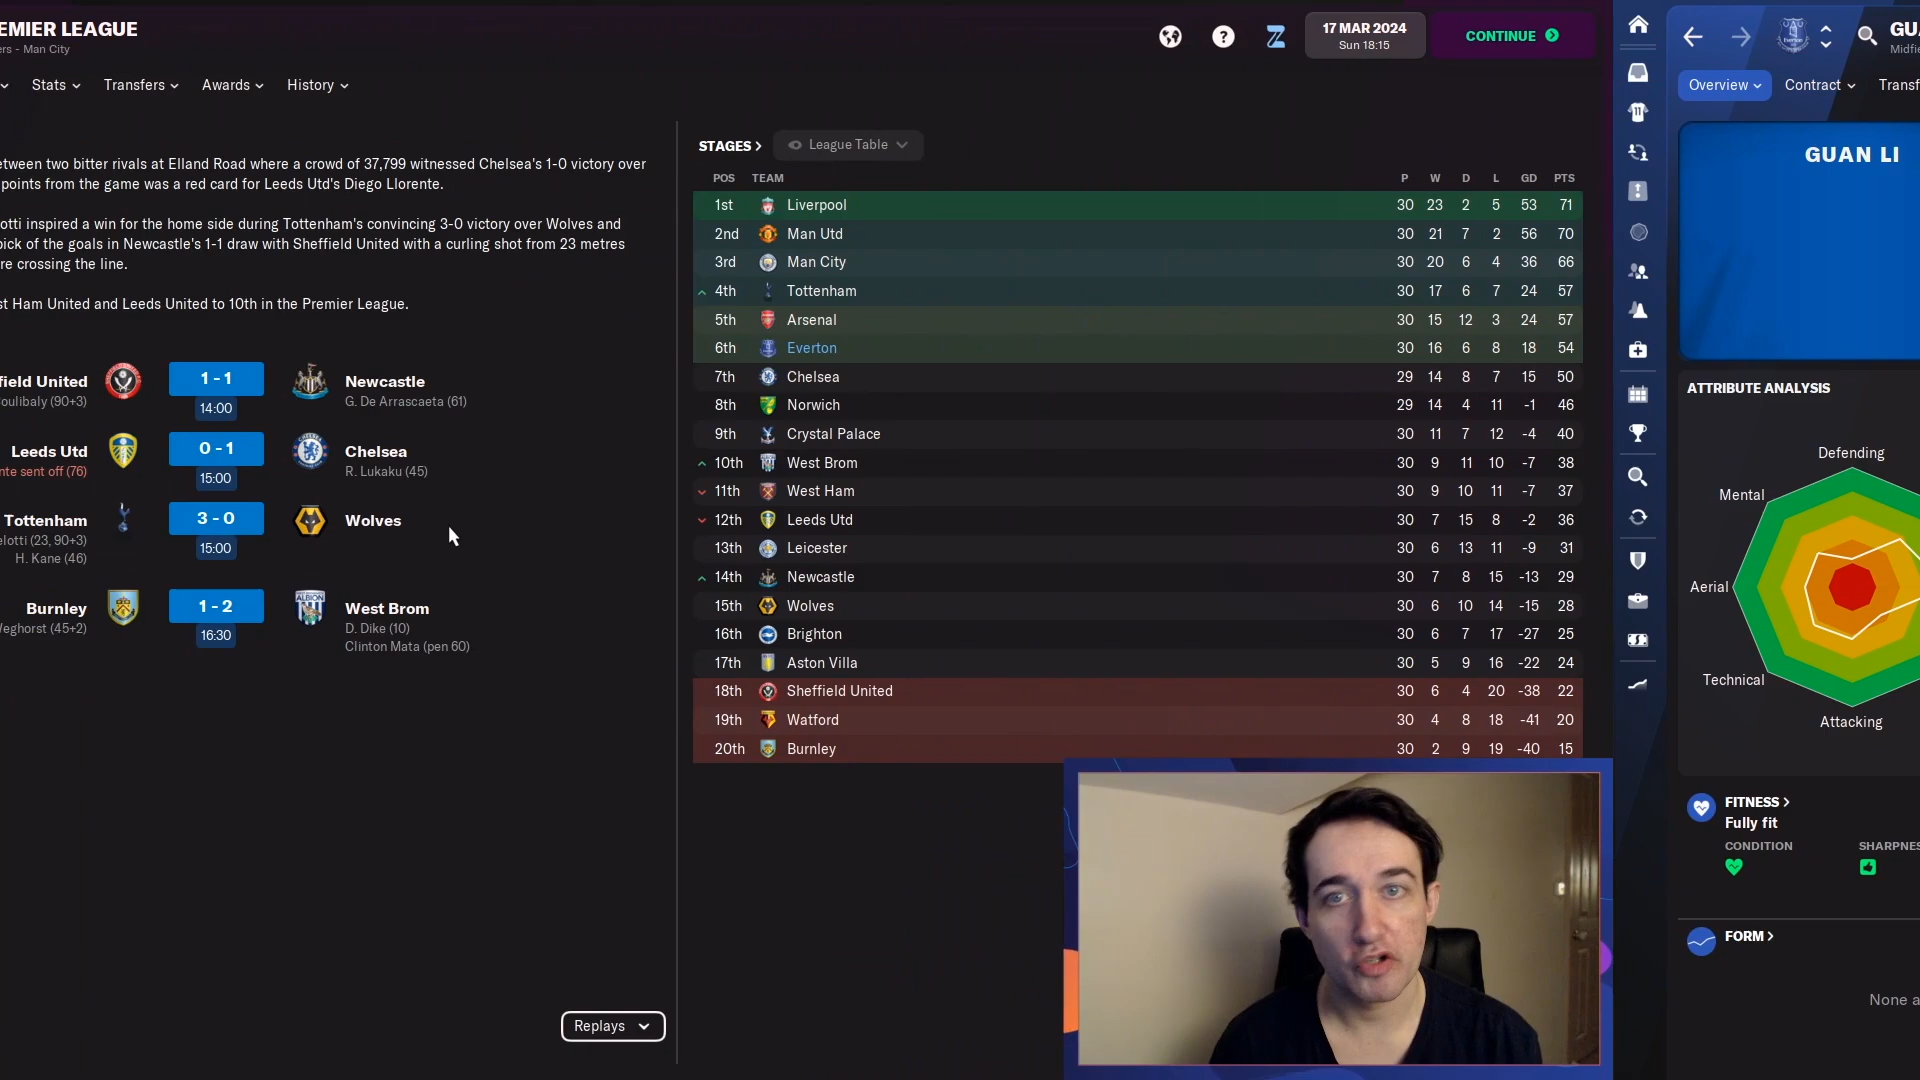 EMIER LEAGUE
ers - Man City
17 MAR 2024
Sun 18:15
CONTINUE
Stats
Transfers
Awards
History
etween two bitter rivals at Elland Road where a crowd of 37,799 witnessed Chelsea's 1-0 victory over
points from the game was a red card for Leeds Utd's Diego Llorente.
otti inspired a win for the home side during Tottenham's convincing 3-0 victory over Wolves and
pick of the goals in Newcastle's 1-1 draw with Sheffield United with a curling shot from 23 metres
re crossing the line.
st Ham United and Leeds United to 10th in the Premier League.
field United 1 - 1 Newcastle
oulibaly (90+3) 14:00 G. De Arrascaeta (61)
Leeds Utd 0 - 1 Chelsea
nte sent off (76) 15:00 R. Lukaku (45)
Tottenham 3 - 0 Wolves
elotti (23, 90+3) 15:00
H. Kane (46)
Burnley 1 - 2 West Brom
Weghorst (45+2) 16:30 D. Dike (10)
Clinton Mata (pen 60)
Replays
STAGES > League Table
POS TEAM P W D L GD PTS
1st Liverpool 30 23 2 5 53 71
2nd Man Utd 30 21 7 2 56 70
3rd Man City 30 20 6 4 36 66
4th Tottenham 30 17 6 7 24 57
5th Arsenal 30 15 12 3 24 57
6th Everton 30 16 6 8 18 54
7th Chelsea 29 14 8 7 15 50
8th Norwich 29 14 4 11 -1 46
9th Crystal Palace 30 11 7 12 -4 40
10th West Brom 30 9 11 10 -7 38
11th West Ham 30 9 10 11 -7 37
12th Leeds Utd 30 7 15 8 -2 36
13th Leicester 30 6 13 11 -9 31
14th Newcastle 30 7 8 15 -13 29
15th Wolves 30 6 10 14 -15 28
16th Brighton 30 6 7 17 -27 25
17th Aston Villa 30 5 9 16 -22 24
18th Sheffield United 30 6 4 20 -38 22
19th Watford 30 4 8 18 -41 20
20th Burnley 30 2 9 19 -40 15
GUA
Midfie
Overview
Contract
Transf
GUAN LI
ATTRIBUTE ANALYSIS
Defending
Mental
Aerial
Technical
Attacking
FITNESS >
Fully fit
CONDITION
SHARPNES
FORM >
None a